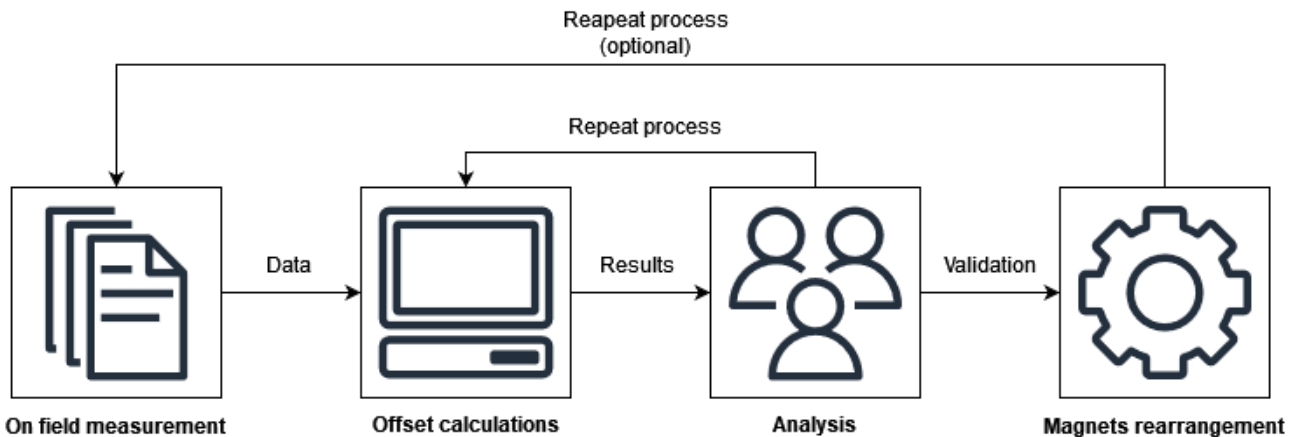 Reapeat process
(optional)
Repeat process
Data
Results
Validation
On field measurement
Offset calculations
Analysis
Magnets rearrangement